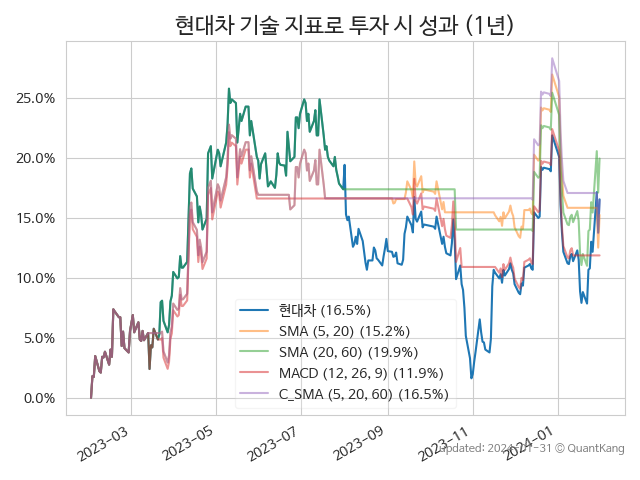 현대차 기술 지표로 투자 시 성과 (1년)
25.0%
20.0%
15.0%
10.0%
5.0%
0.0%
현대차 (16.5%)
SMA (5, 20) (15.2%)
SMA (20, 60) (19.9%)
MACD (12, 26, 9) (11.9%)
C_SMA (5, 20, 60) (16.5%)
2023-03
2023-05
2023-07
2023-09
2023-11
2024-01
Updated: 2024-01-31 © QuantKang